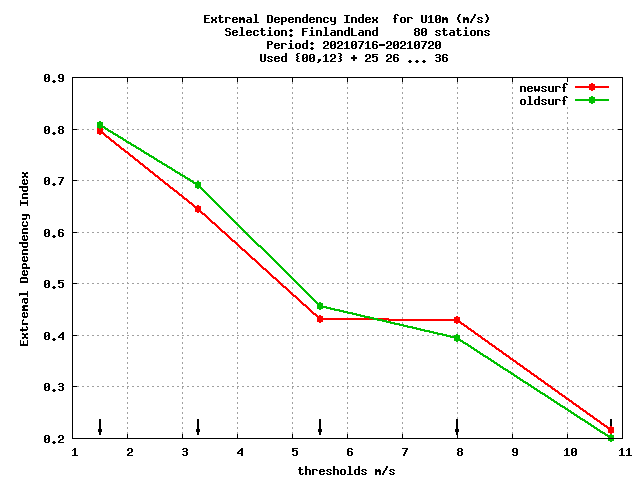 Extremal Dependency Index  for U10m (m/s)
Selection: FinlandLand     80 stations
Period: 20210716-20210720
Used {00,12} + 25 26 ... 36
newsurf
oldsurf
Extremal Dependency Index
0.9
0.8
0.7
0.6
0.5
0.4
0.3
0.2
1 2 3 4 5 6 7 8 9 10 11
thresholds m/s